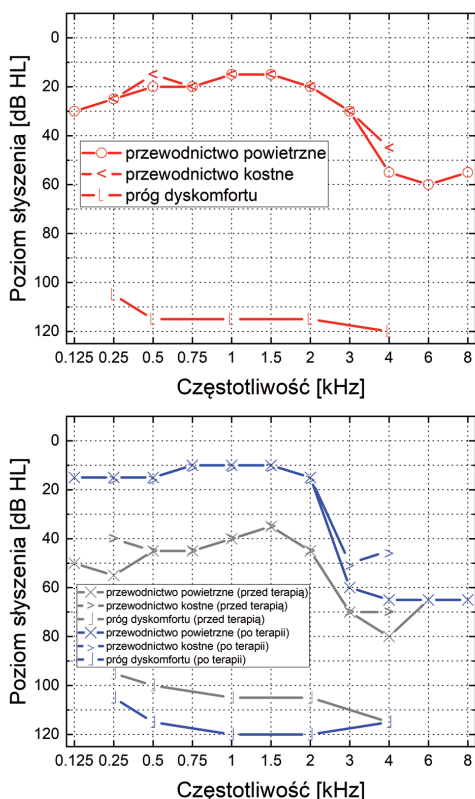 0
20
40
60
80
100
120
Poziom słyszenia [dB HL]
przewodnictwo powietrzne
przewodnictwo kostne
próg dyskomfortu
0.125 0.25 0.5 0.75 1 1.5 2 3 4 6 8
Częstotliwość [kHz]
0
20
40
60
80
100
120
Poziom słyszenia [dB HL]
przewodnictwo powietrzne (przed terapią)
przewodnictwo kostne (przed terapią)
próg dyskomfortu (przed terapią)
przewodnictwo powietrzne (po terapii)
przewodnictwo kostne (po terapii)
próg dyskomfortu (po terapii)
0.125 0.25 0.5 0.75 1 1.5 2 3 4 6 8
Częstotliwość [kHz]